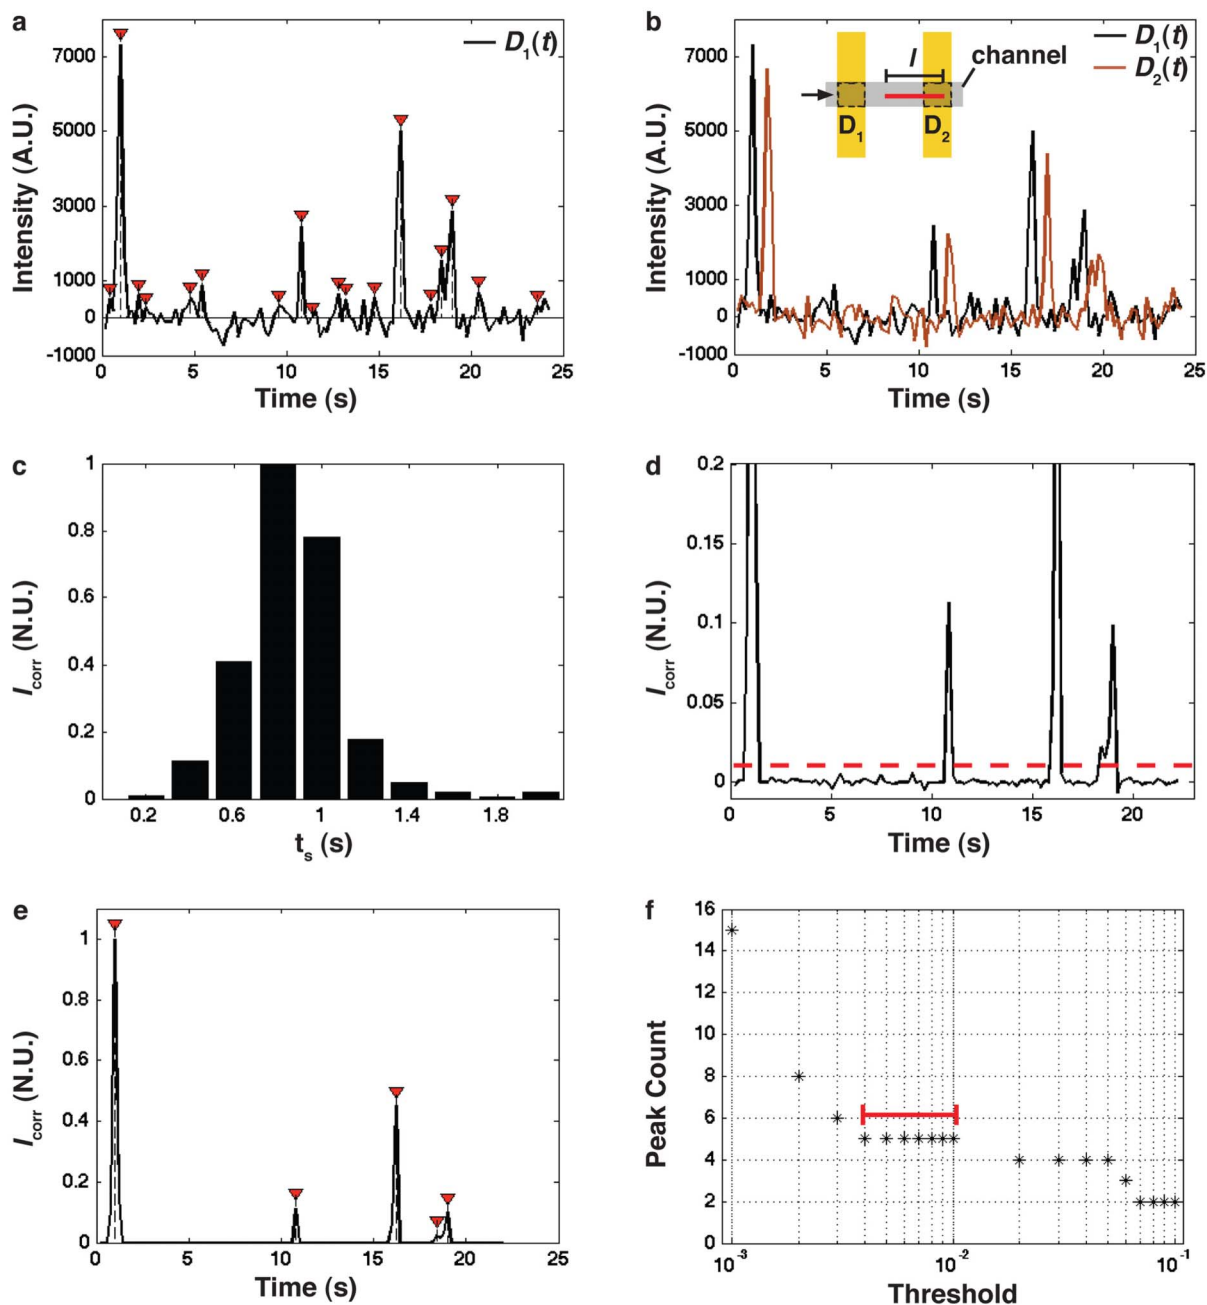 a
D1(t)
7000
5000
3000
1000
0
-1000
0 5 10 15 20 25
Intensity (A.U.)
Time (s)
b
D1(t)
D2(t)
l
channel
D1 D2
7000
5000
3000
1000
0
-1000
0 5 10 15 20 25
Intensity (A.U.)
Time (s)
c
1
0.8
0.6
0.4
0.2
0
0.2 0.6 1 1.4 1.8
Icorr (N.U.)
ts (s)
d
0.2
0.15
0.1
0.05
0
0 5 10 15 20
Icorr (N.U.)
Time (s)
e
1
0.8
0.6
0.4
0.2
0
0 5 10 15 20 25
Icorr (N.U.)
Time (s)
f
16
15
14
12
10
8
6
4
2
0
10-3 10-2 10-1
Peak Count
Threshold